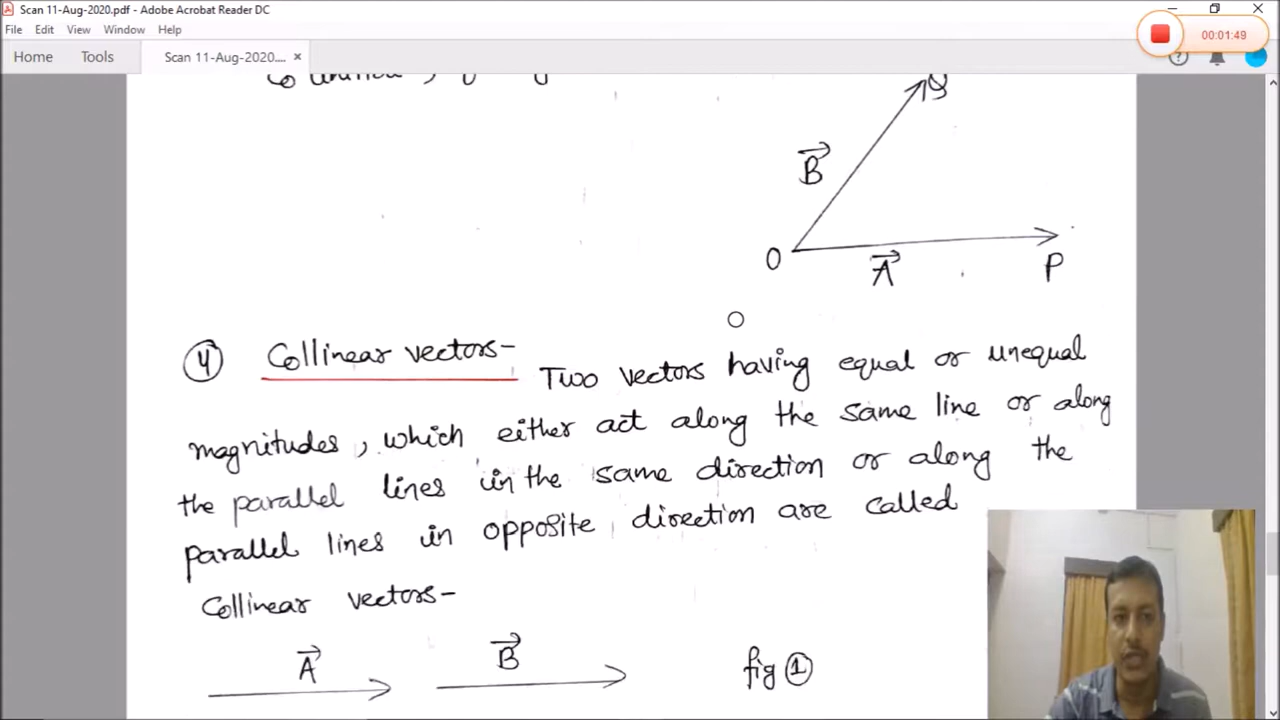 Scan 11-Aug-2020.pdf - Adobe Acrobat Reader DC
File Edit View Window Help
00:01:49
Home Tools Scan 11-Aug-2020....
B
O
A
P
4 Collinear vectors- Two vectors having equal or unequal
magnitudes, which either act along the same line or along
the parallel lines in the same direction or along the
parallel lines in opposite direction are called
Collinear vectors-
A B fig 1